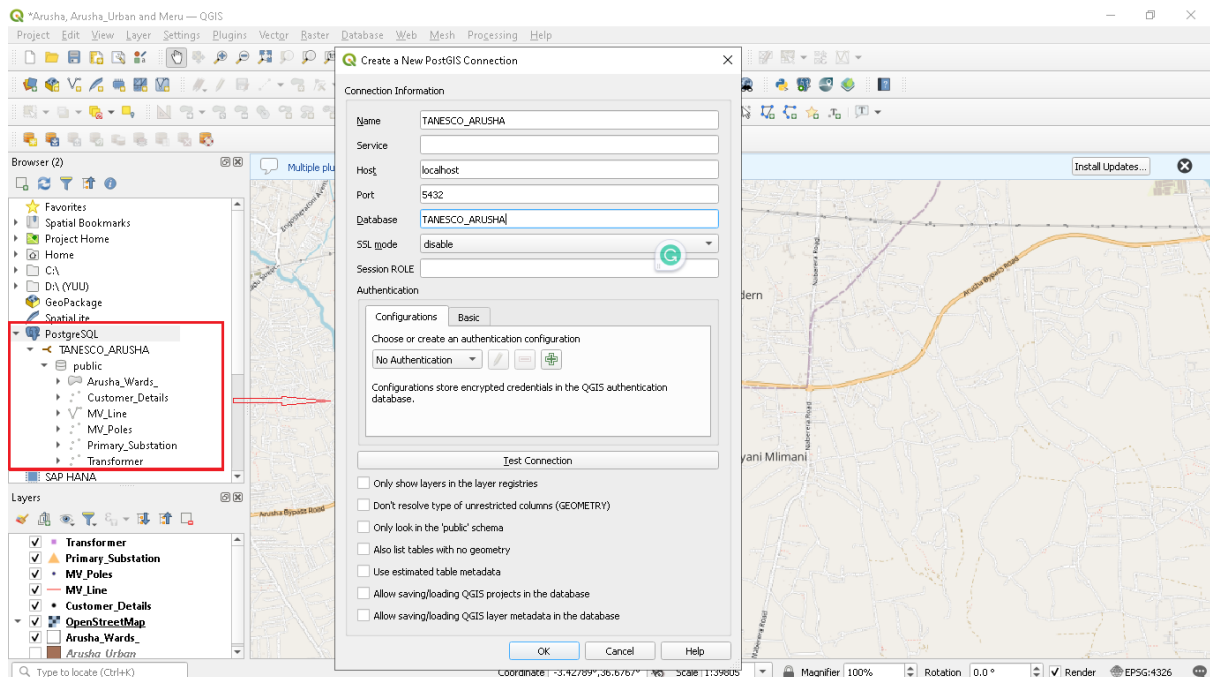 *Arusha, Arusha_Urban and Meru — QGIS
Project Edit View Layer Settings Plugins Vector Raster Database Web Mesh Processing Help
Create a New PostGIS Connection
Connection Information
Name TANESCO_ARUSHA
Service
Host localhost
Port 5432
Database TANESCO_ARUSHA
SSL mode disable
Session ROLE
Authentication
Configurations Basic
Choose or create an authentication configuration
No Authentication
Configurations store encrypted credentials in the QGIS authentication
database.
Test Connection
Only show layers in the layer registries
Don't resolve type of unrestricted columns (GEOMETRY)
Only look in the 'public' schema
Also list tables with no geometry
Use estimated table metadata
Allow saving/loading QGIS projects in the database
Allow saving/loading QGIS layer metadata in the database
OK Cancel Help
Browser (2)
Favorites
Spatial Bookmarks
Project Home
Home
C:\
D:\ (YUU)
GeoPackage
SpatiaLite
PostgreSQL
TANESCO_ARUSHA
public
Arusha_Wards_
Customer_Details
MV_Line
MV_Poles
Primary_Substation
Transformer
SAP HANA
Layers
Transformer
Primary_Substation
MV_Poles
MV_Line
Customer_Details
OpenStreetMap
Arusha_Wards_
Arusha Urban
Multiple plu
Install Updates...
Arusha Bypass Road
Arusha Bypass Road
dern
yani Mlimani
Type to locate (Ctrl+K)
Coordinate -3.42789°,36.6767° Scale 1:39805 Magnifier 100% Rotation 0.0 ° Render EPSG:4326